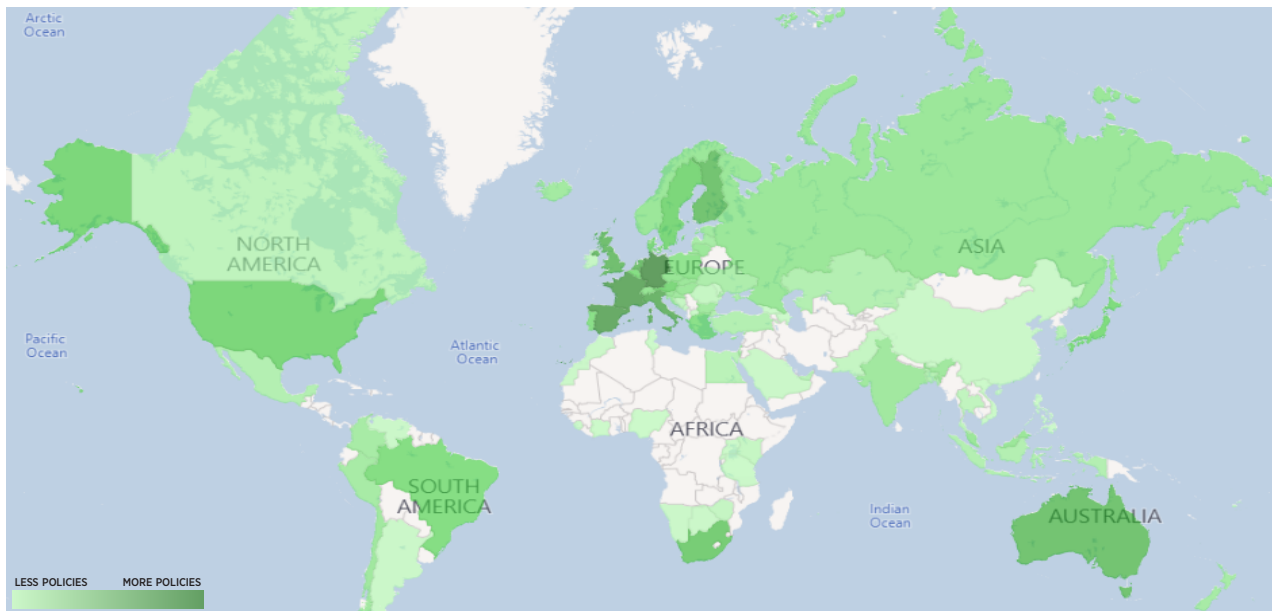 Arctic
Ocean
NORTH
AMERICA
EUROPE
ASIA
Pacific
Ocean
Atlantic
Ocean
AFRICA
SOUTH
AMERICA
Indian
Ocean
AUSTRALIA
LESS POLICIES
MORE POLICIES